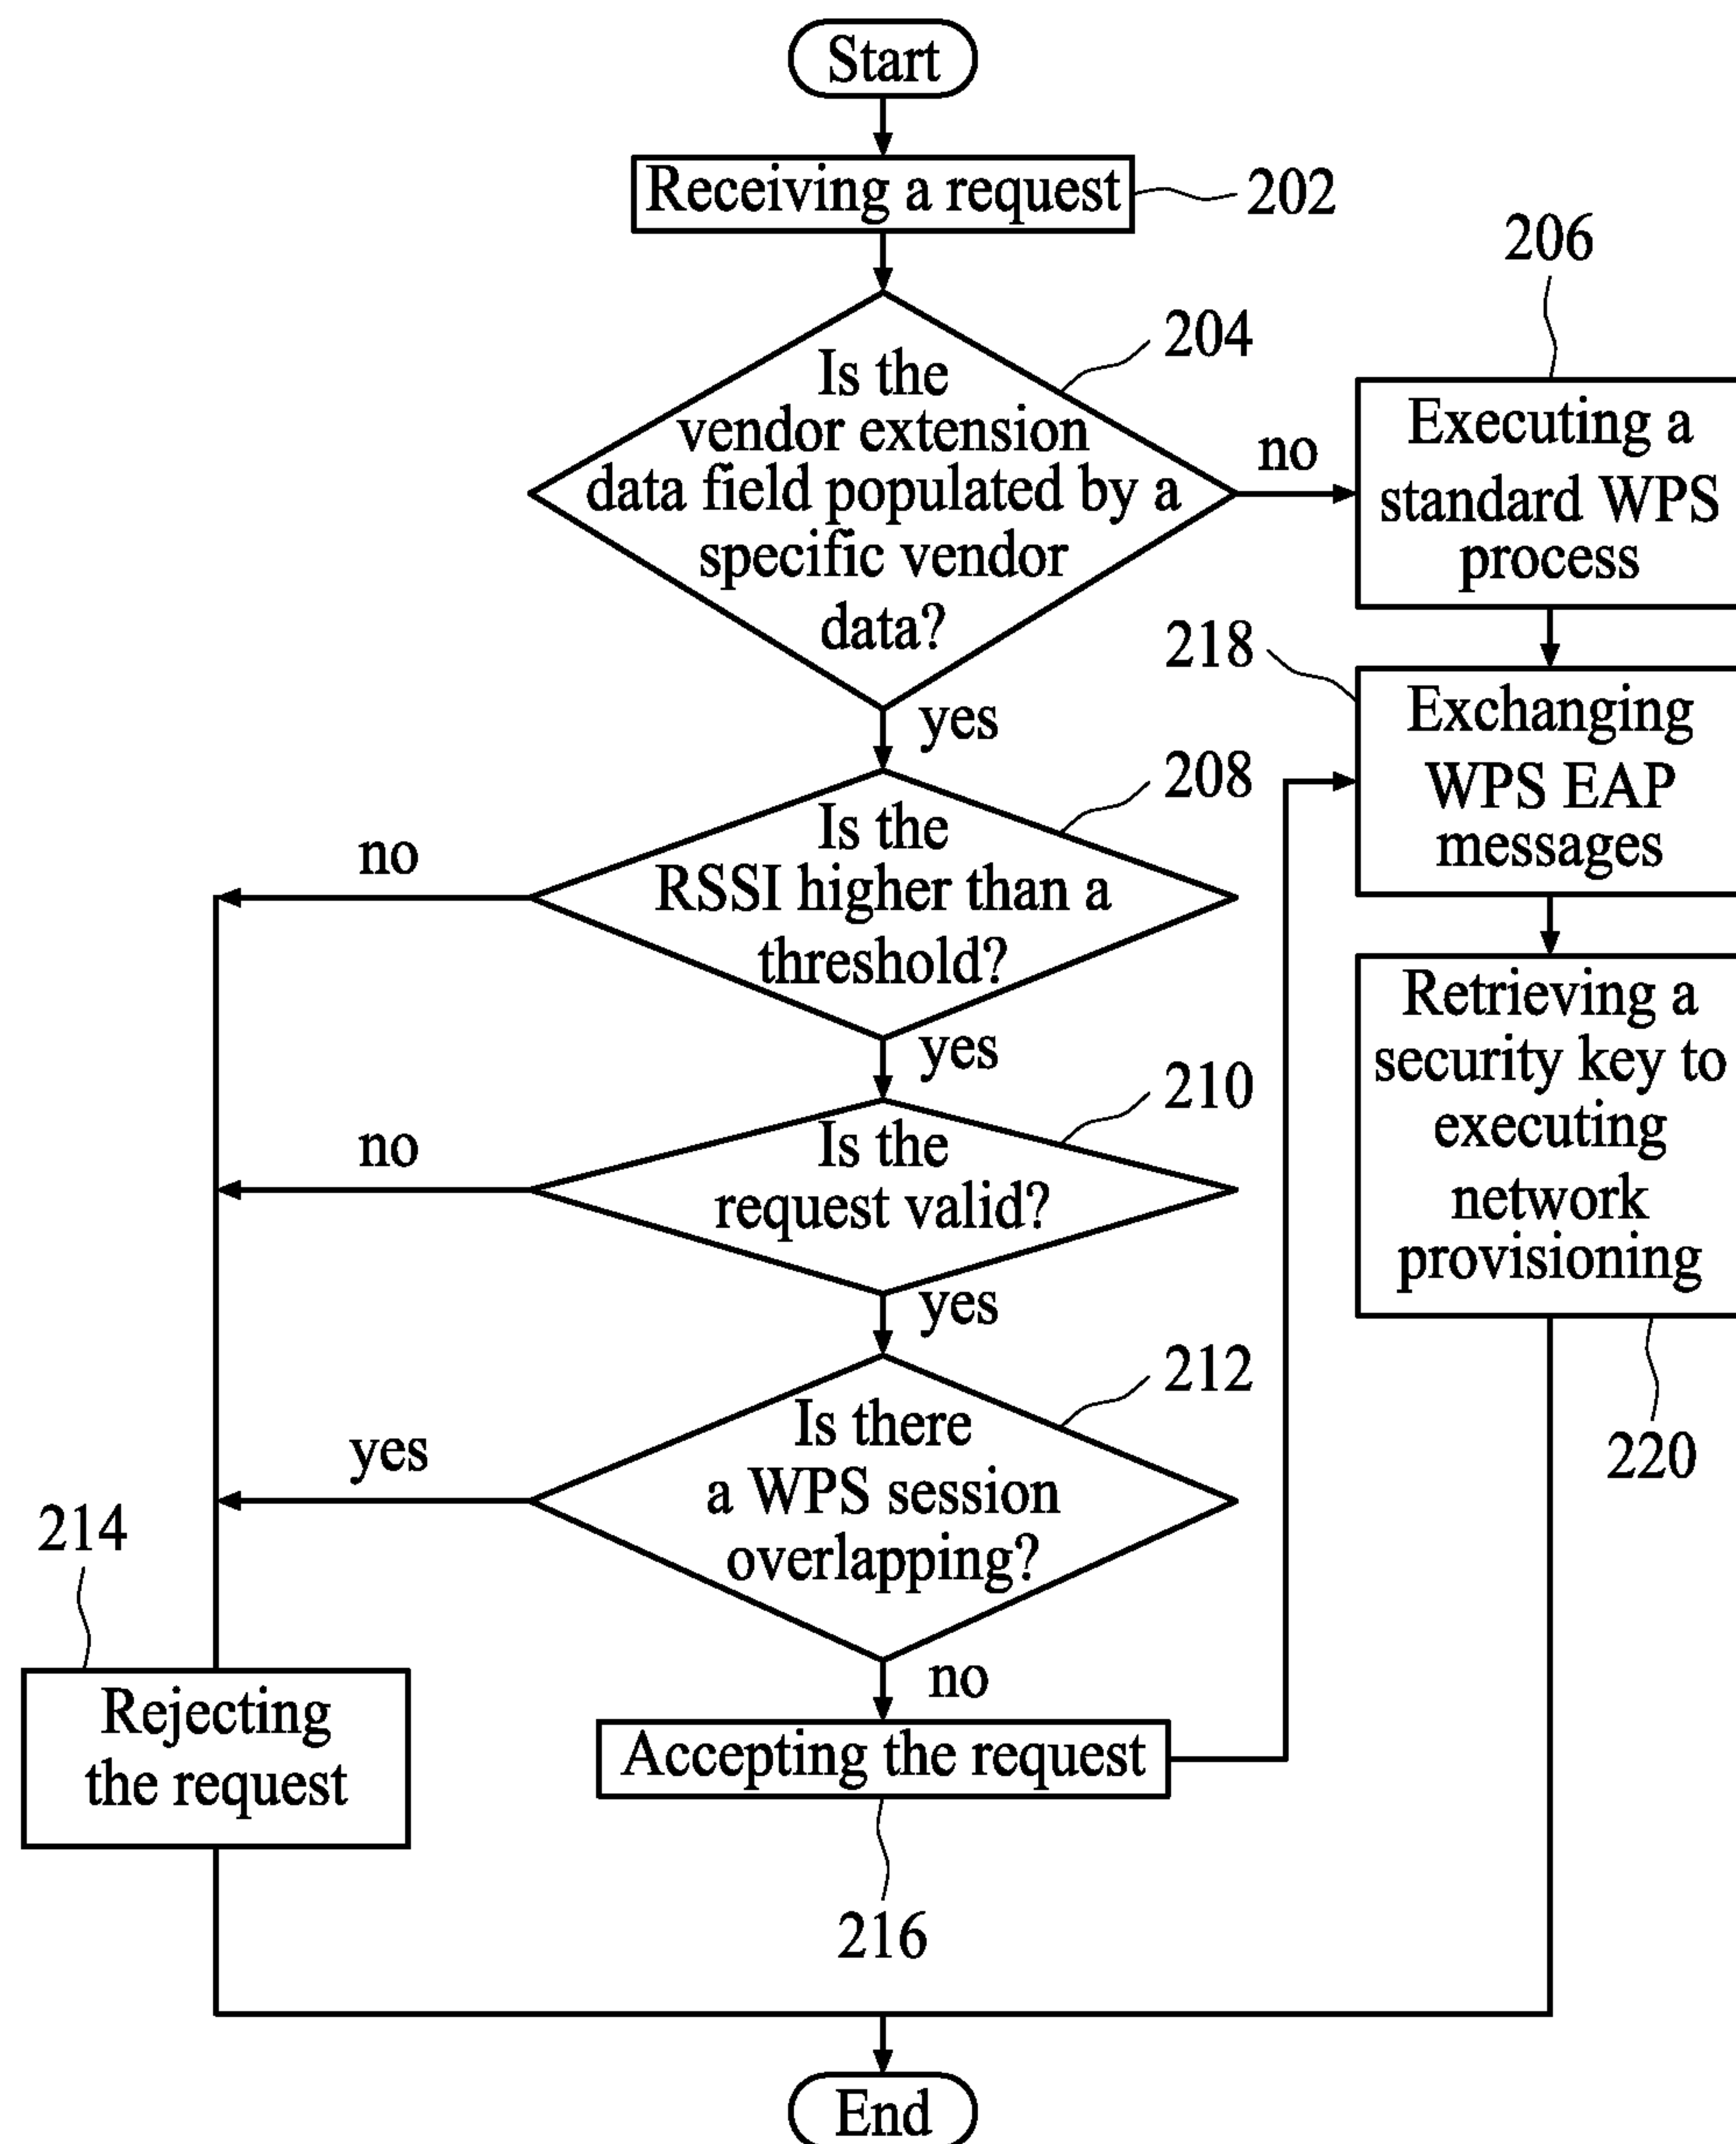 Start
Receiving a request
202
206
204
Is the
vendor extension
data field populated by a
specific vendor
data?
no
Executing a
standard WPS
process
yes
218
Exchanging
WPS EAP
messages
208
Is the
RSSI higher than a
threshold?
no
yes
Retrieving a
security key to
executing
network
provisioning
220
210
Is the
request valid?
no
yes
212
Is there
a WPS session
overlapping?
yes
no
214
Rejecting
the request
Accepting the request
216
End